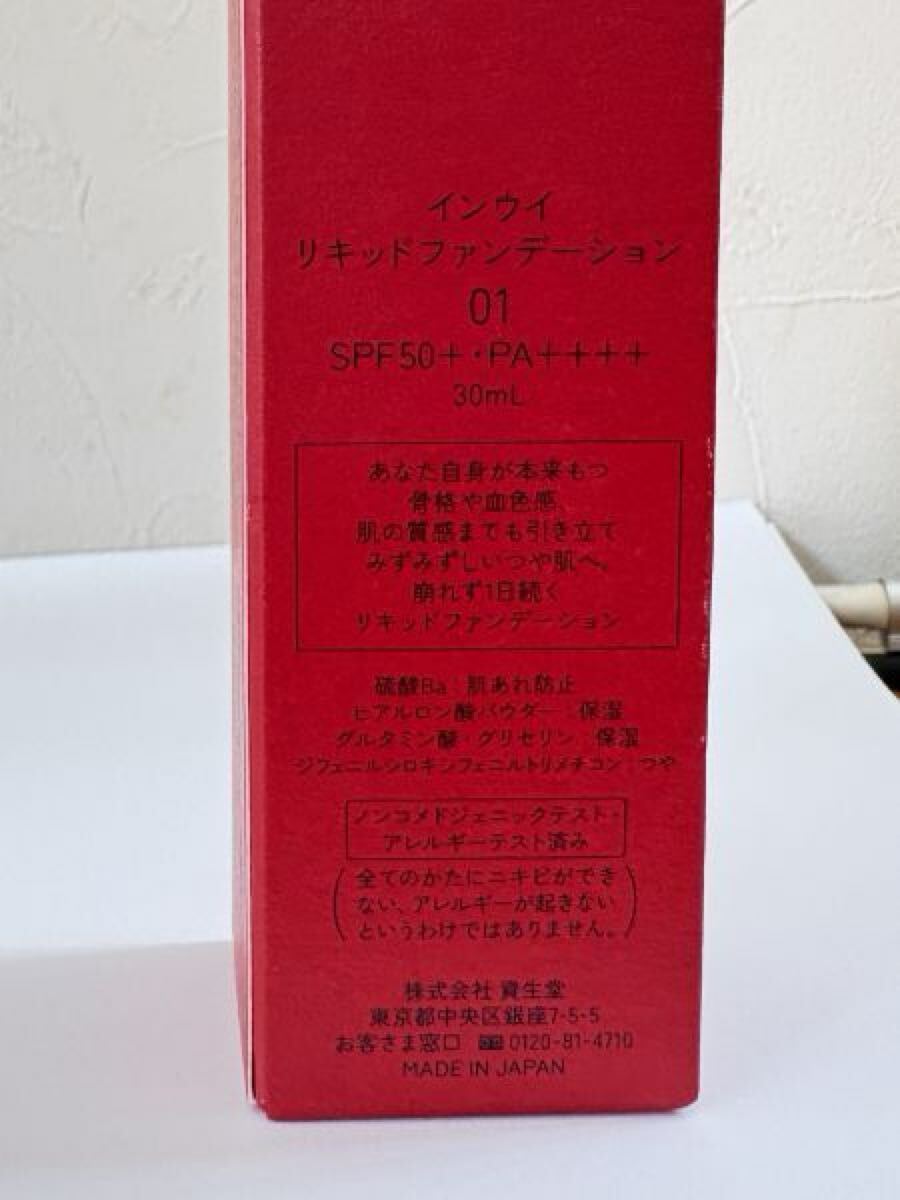 インウイ
リキッドファンデーション
01
SPF50+・PA++++
30mL
あなた自身が本来もつ
骨格や血色感、
肌の質感までも引き立て
みずみずしいつや肌へ。
崩れず1日続く
リキッドファンデーション
硫酸Ba：肌あれ防止
ヒアルロン酸パウダー：保湿
グルタミン酸・グリセリン：保湿
ジフェニルシロキシフェニルトリメチコン：つや
ノンコメドジェニックテスト・
アレルギーテスト済み
(全てのかたにニキビができ
ない、アレルギーが起きない
というわけではありません。)
株式会社 資生堂
東京都中央区銀座7-5-5
お客さま窓口 0120-81-4710
MADE IN JAPAN